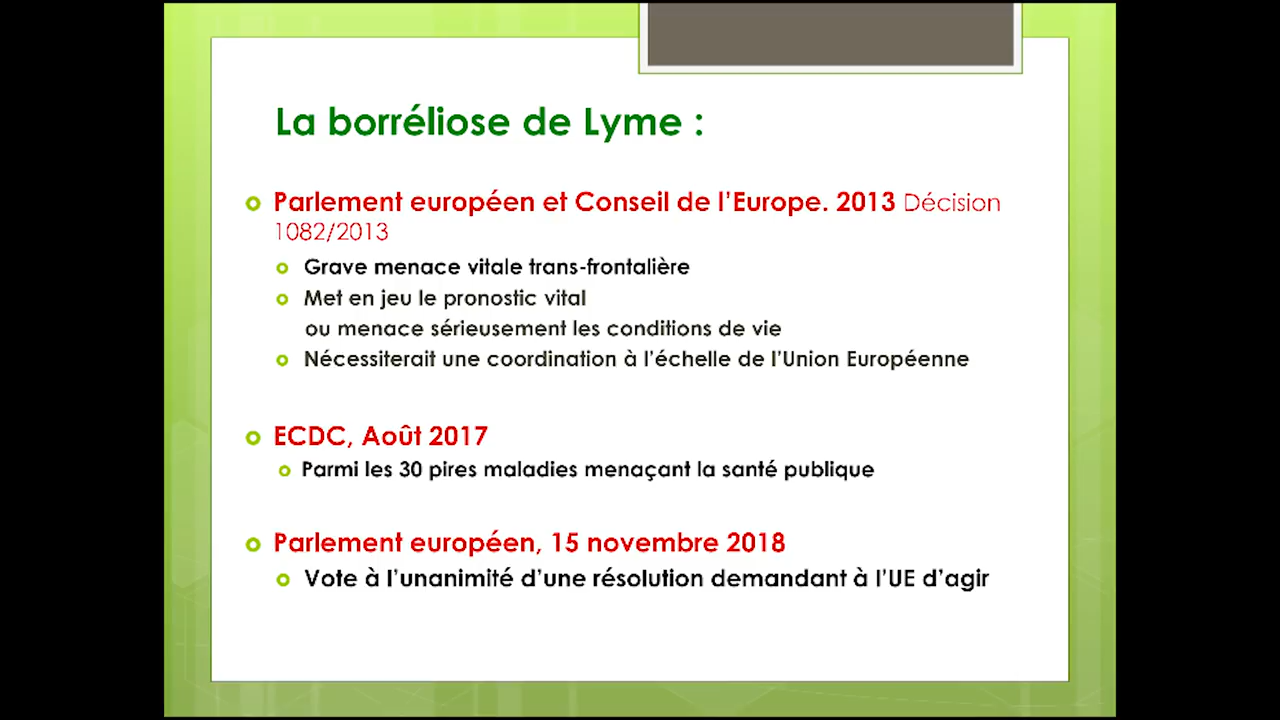 La borréliose de Lyme :
Parlement européen et Conseil de l'Europe. 2013 Décision
1082/2013
Grave menace vitale trans-frontalière
Met en jeu le pronostic vital
ou menace sérieusement les conditions de vie
Nécessiterait une coordination à l'échelle de l'Union Européenne
ECDC, Août 2017
Parmi les 30 pires maladies menaçant la santé publique
Parlement européen, 15 novembre 2018
Vote à l'unanimité d'une résolution demandant à l'UE d'agir